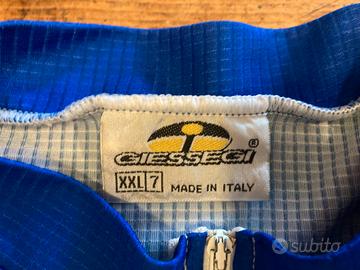 GIESSEGI®
XXL 7
MADE IN ITALY
subito